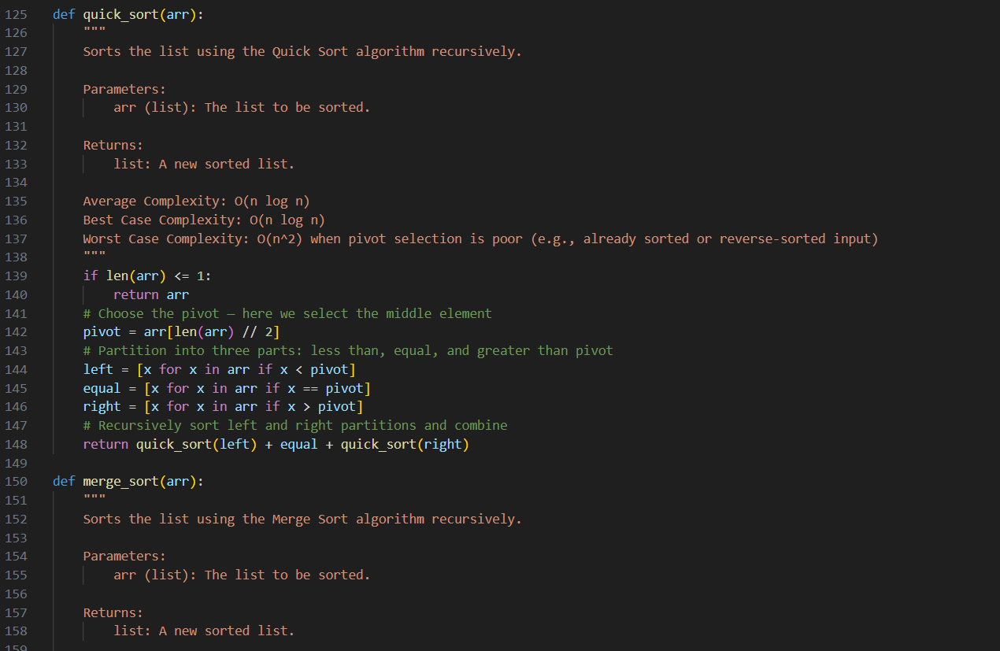 125 def quick_sort(arr):
126     """
127     Sorts the list using the Quick Sort algorithm recursively.
128
129     Parameters:
130         arr (list): The list to be sorted.
131
132     Returns:
133         list: A new sorted list.
134
135     Average Complexity: O(n log n)
136     Best Case Complexity: O(n log n)
137     Worst Case Complexity: O(n^2) when pivot selection is poor (e.g., already sorted or reverse-sorted input)
138     """
139     if len(arr) <= 1:
140         return arr
141     # Choose the pivot — here we select the middle element
142     pivot = arr[len(arr) // 2]
143     # Partition into three parts: less than, equal, and greater than pivot
144     left = [x for x in arr if x < pivot]
145     equal = [x for x in arr if x == pivot]
146     right = [x for x in arr if x > pivot]
147     # Recursively sort left and right partitions and combine
148     return quick_sort(left) + equal + quick_sort(right)
149
150 def merge_sort(arr):
151     """
152     Sorts the list using the Merge Sort algorithm recursively.
153
154     Parameters:
155         arr (list): The list to be sorted.
156
157     Returns:
158         list: A new sorted list.
159